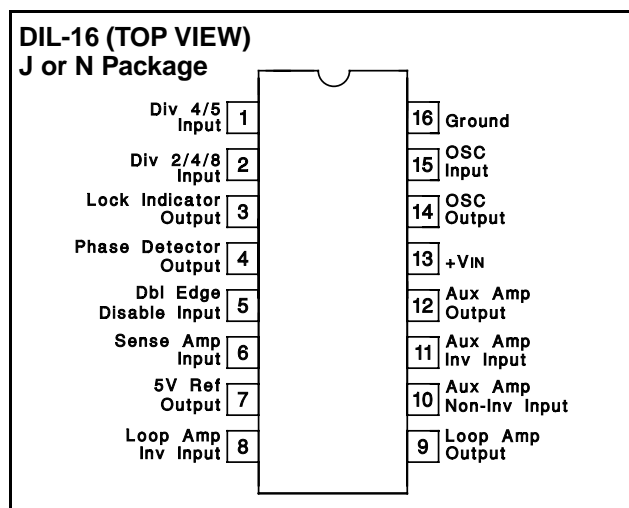 DIL-16 (TOP VIEW)
J or N Package
Div 4/5
Input
1
Div 2/4/8
Input
2
Lock Indicator
Output
3
Phase Detector
Output
4
Dbl Edge
Disable Input
5
Sense Amp
Input
6
5V Ref
Output
7
Loop Amp
Inv Input
8
16 Ground
15 OSC
Input
14 OSC
Output
13 +VIN
12 Aux Amp
Output
11 Aux Amp
Inv Input
10 Aux Amp
Non-Inv Input
9 Loop Amp
Output